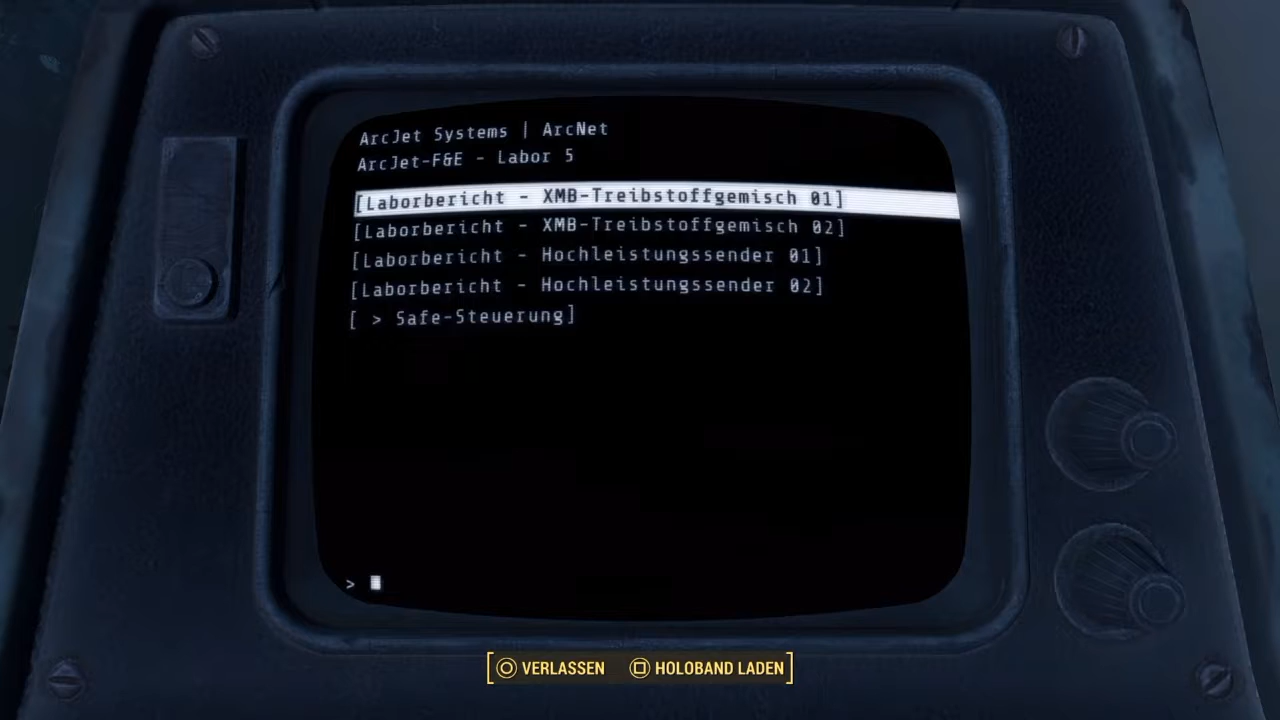 ArcJet Systems | ArcNet
ArcJet-F&E - Labor 5
[Laborbericht - XMB-Treibstoffgemisch 01]
[Laborbericht - XMB-Treibstoffgemisch 02]
[Laborbericht - Hochleistungssender 01]
[Laborbericht - Hochleistungssender 02]
[ > Safe-Steuerung]
>
VERLASSEN HOLOBAND LADEN